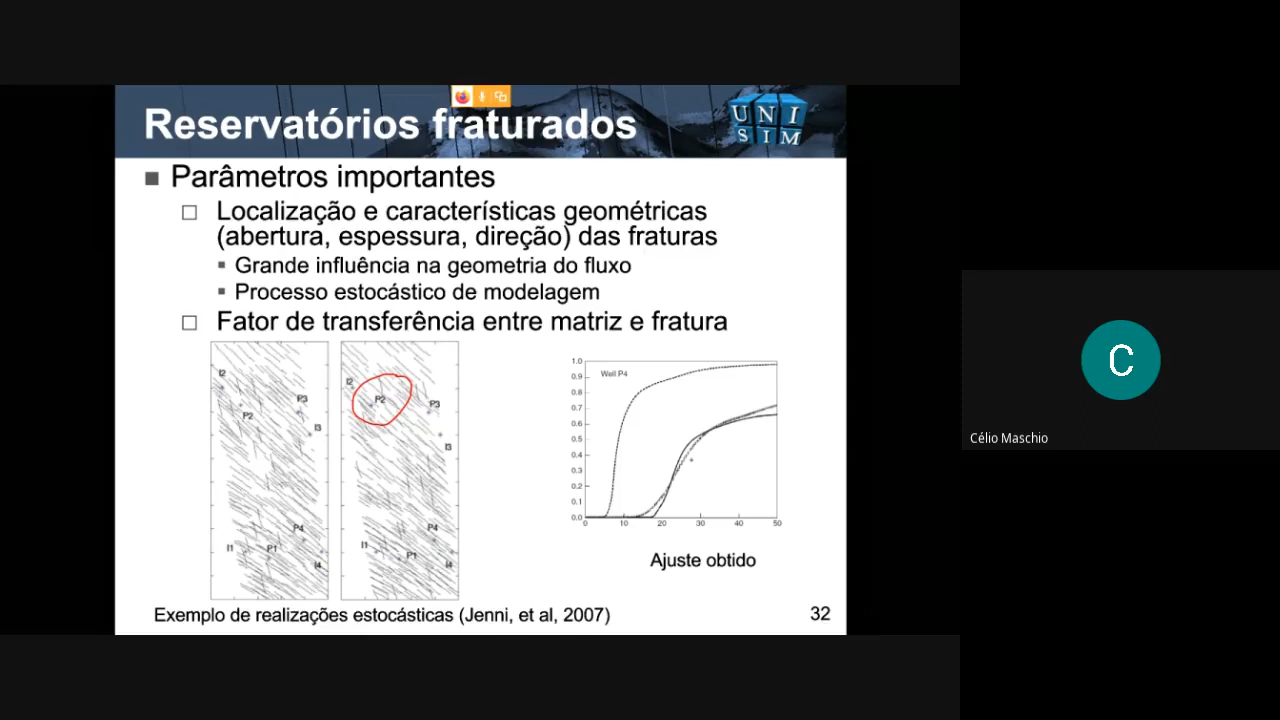 Reservatórios fraturados
UNI
SIM
Parâmetros importantes
Localização e características geométricas
(abertura, espessura, direção) das fraturas
Grande influência na geometria do fluxo
Processo estocástico de modelagem
Fator de transferência entre matriz e fratura
I2
P2
P3
I3
P4
I1
P1
I4
I2
P2
P3
I3
P4
I1
P1
I4
Well P4
1.0
0.9
0.8
0.7
0.6
0.5
0.4
0.3
0.2
0.1
0.0
0 10 20 30 40 50
Ajuste obtido
Exemplo de realizações estocásticas (Jenni, et al, 2007)
32
C
Célio Maschio